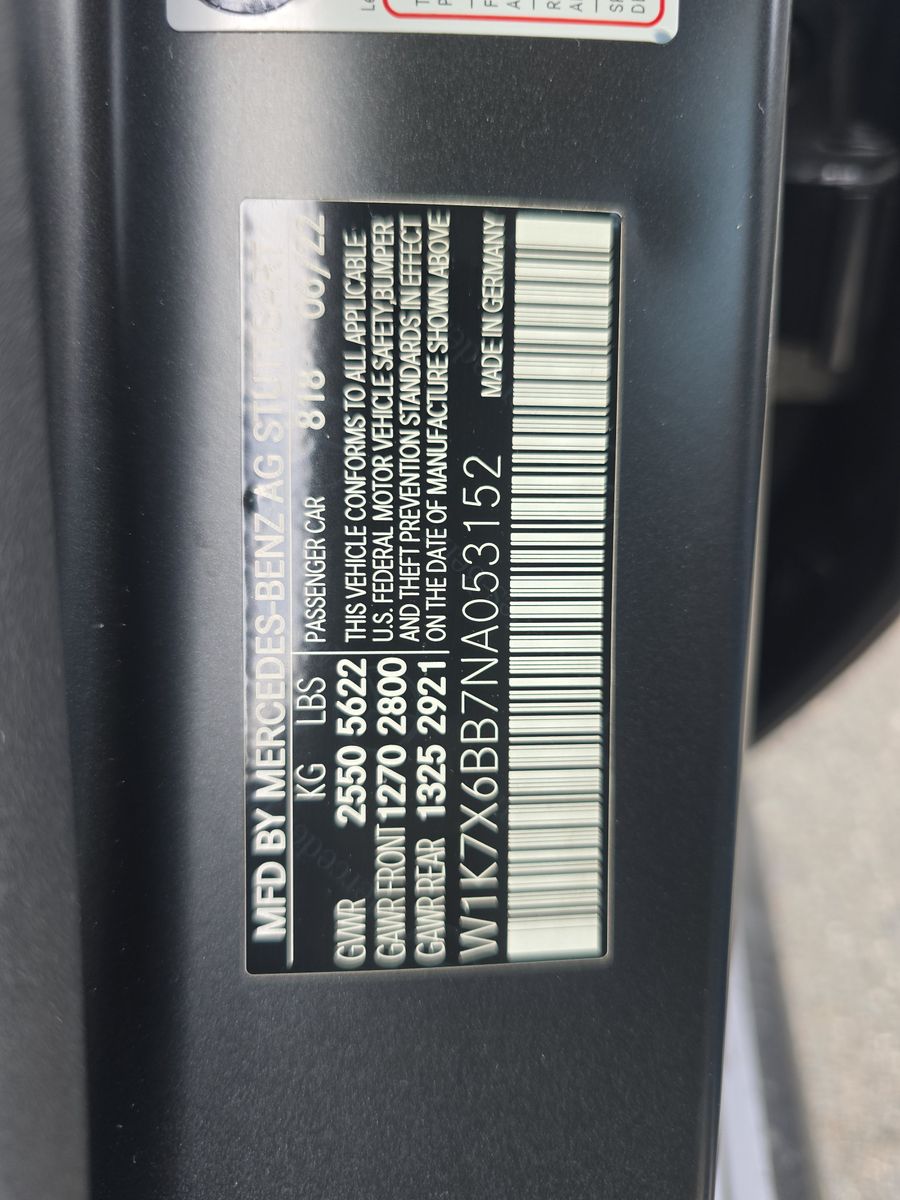 MFD BY MERCEDES-BENZ AG STUTTGART
KG LBS PASSENGER CAR 818
GWR 2550 5622
GAWR FRONT 1270 2800
GAWR REAR 1325 2921
THIS VEHICLE CONFORMS TO ALL APPLICABLE
U.S. FEDERAL MOTOR VEHICLE SAFETY,BUMPER
AND THEFT PREVENTION STANDARDS IN EFFECT
ON THE DATE OF MANUFACTURE SHOWN ABOVE
W1K7X6BB7NA053152
MADE IN GERMANY